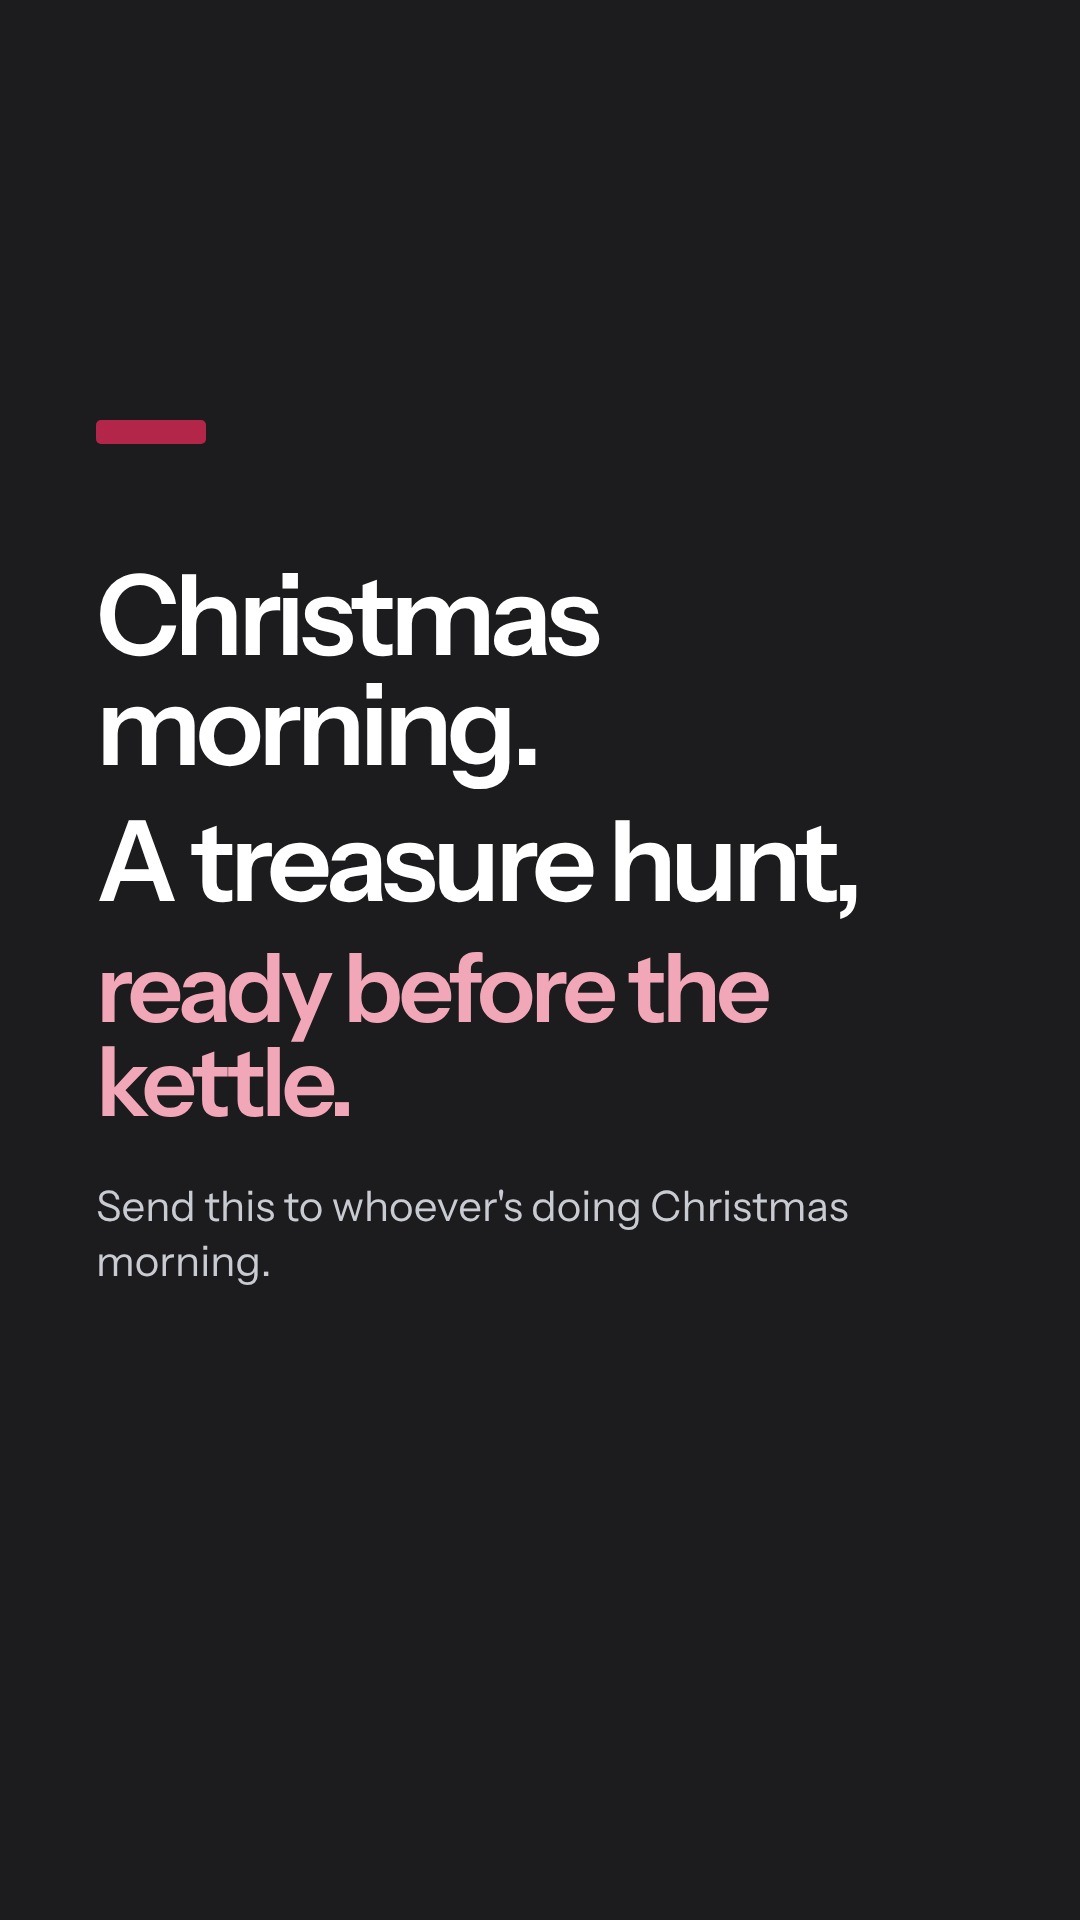 Christmas
morning.
A treasure hunt,
ready before the
kettle.
Send this to whoever's doing Christmas
morning.